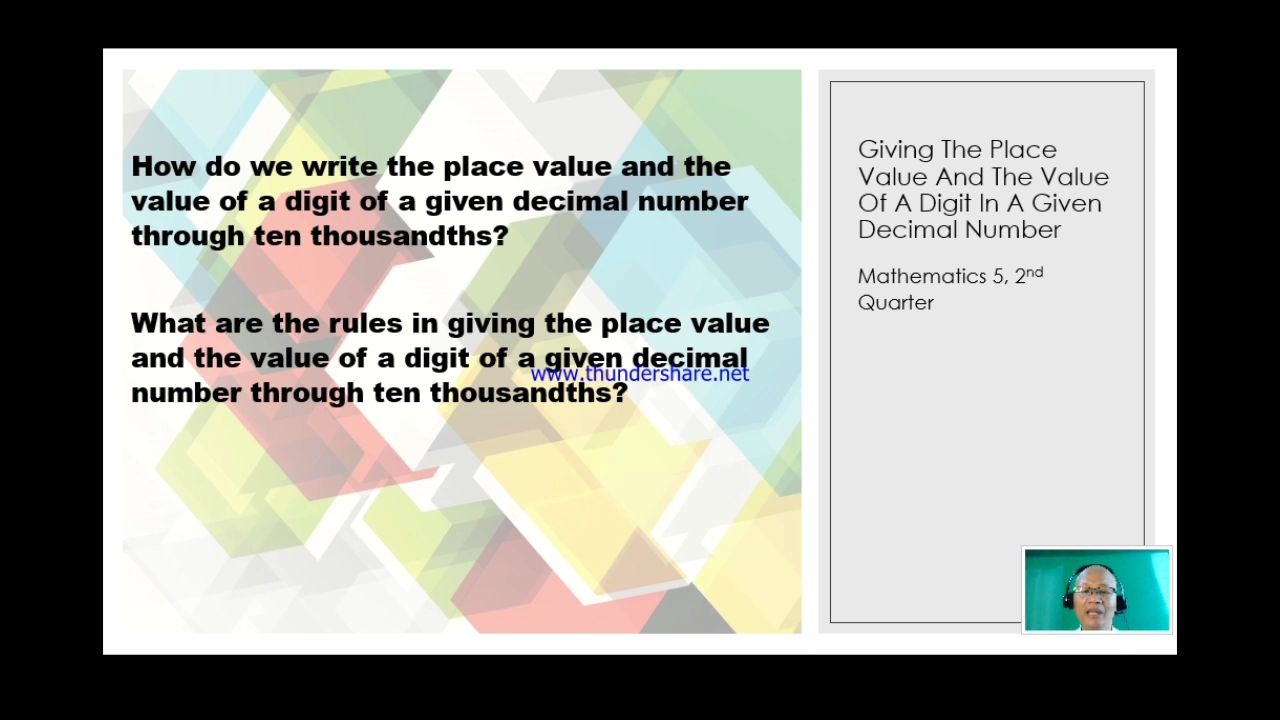 How do we write the place value and the
value of a digit of a given decimal number
through ten thousandths?
What are the rules in giving the place value
and the value of a digit of a given decimal
www.thundershare.net
number through ten thousandths?
Giving The Place
Value And The Value
Of A Digit In A Given
Decimal Number
Mathematics 5, 2nd
Quarter